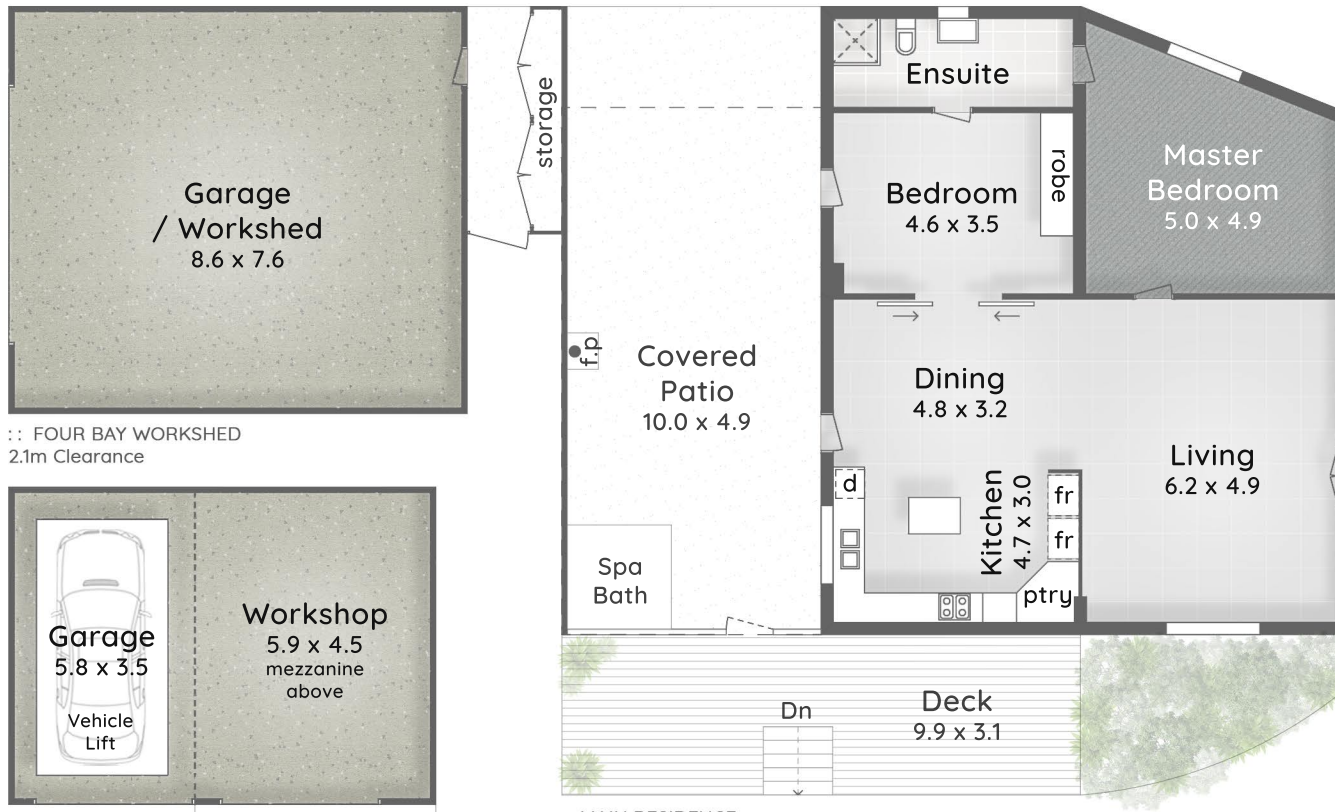 Garage
/ Workshed
8.6 x 7.6
storage
Ensuite
Bedroom
4.6 x 3.5
robe
Master
Bedroom
5.0 x 4.9
f.p
Covered
Patio
10.0 x 4.9
Dining
4.8 x 3.2
:: FOUR BAY WORKSHED
2.1m Clearance
Living
6.2 x 4.9
d
Kitchen
4.7 x 3.0
fr
fr
ptry
Spa
Bath
Garage
5.8 x 3.5
Vehicle
Lift
Workshop
5.9 x 4.5
mezzanine
above
Dn
Deck
9.9 x 3.1